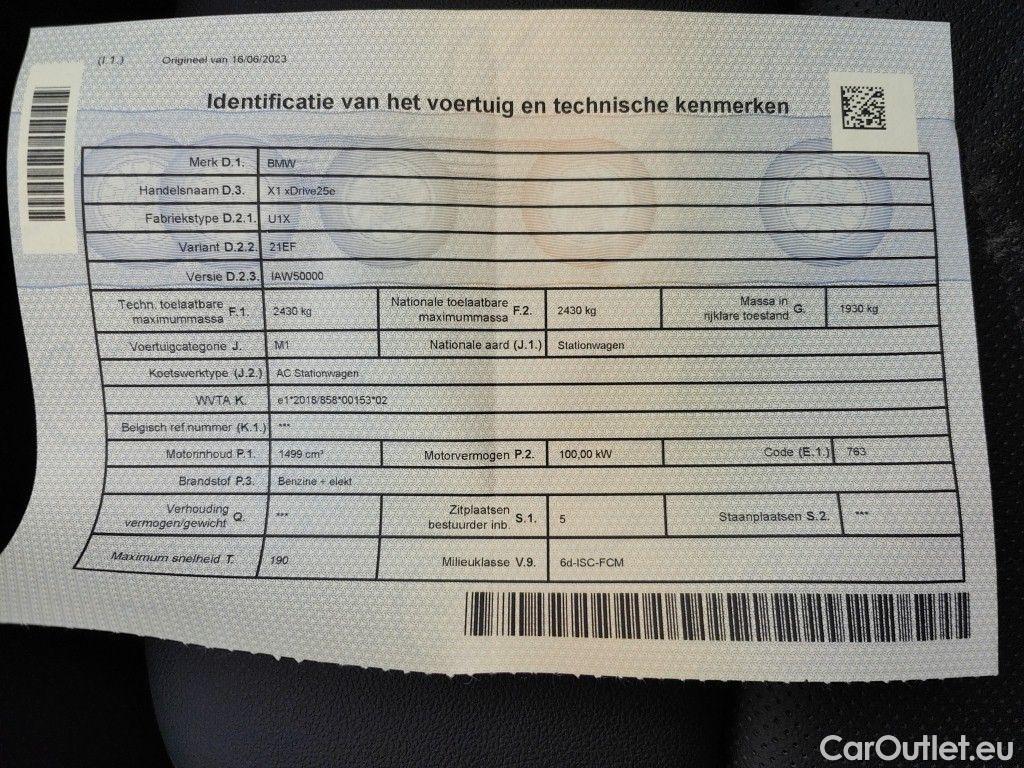 (I.1.) Origineel van 16/06/2023
Identificatie van het voertuig en technische kenmerken
Merk D.1. BMW
Handelsnaam D.3. X1 xDrive25e
Fabriekstype D.2.1. U1X
Variant D.2.2. 21EF
Versie D.2.3. IAW50000
Techn. toelaatbare maximummassa F.1. 2430 kg Nationale toelaatbare maximummassa F.2. 2430 kg Massa in rijklare toestand G. 1930 kg
Voertuigcategorie J. M1 Nationale aard (J.1.) Stationwagen
Koetswerktype (J.2.) AC Stationwagen
WVTA K. e1*2018/858*00153*02
Belgisch ref.nummer (K.1.) ***
Motorinhoud P.1. 1499 cm³ Motorvermogen P.2. 100,00 kW Code (E.1.) 763
Brandstof P.3. Benzine + elekt
Verhouding vermogen/gewicht Q. *** Zitplaatsen bestuurder inb. S.1. 5 Staanplaatsen S.2. ***
Maximum snelheid T. 190 Milieuklasse V.9. 6d-ISC-FCM
CarOutlet.eu